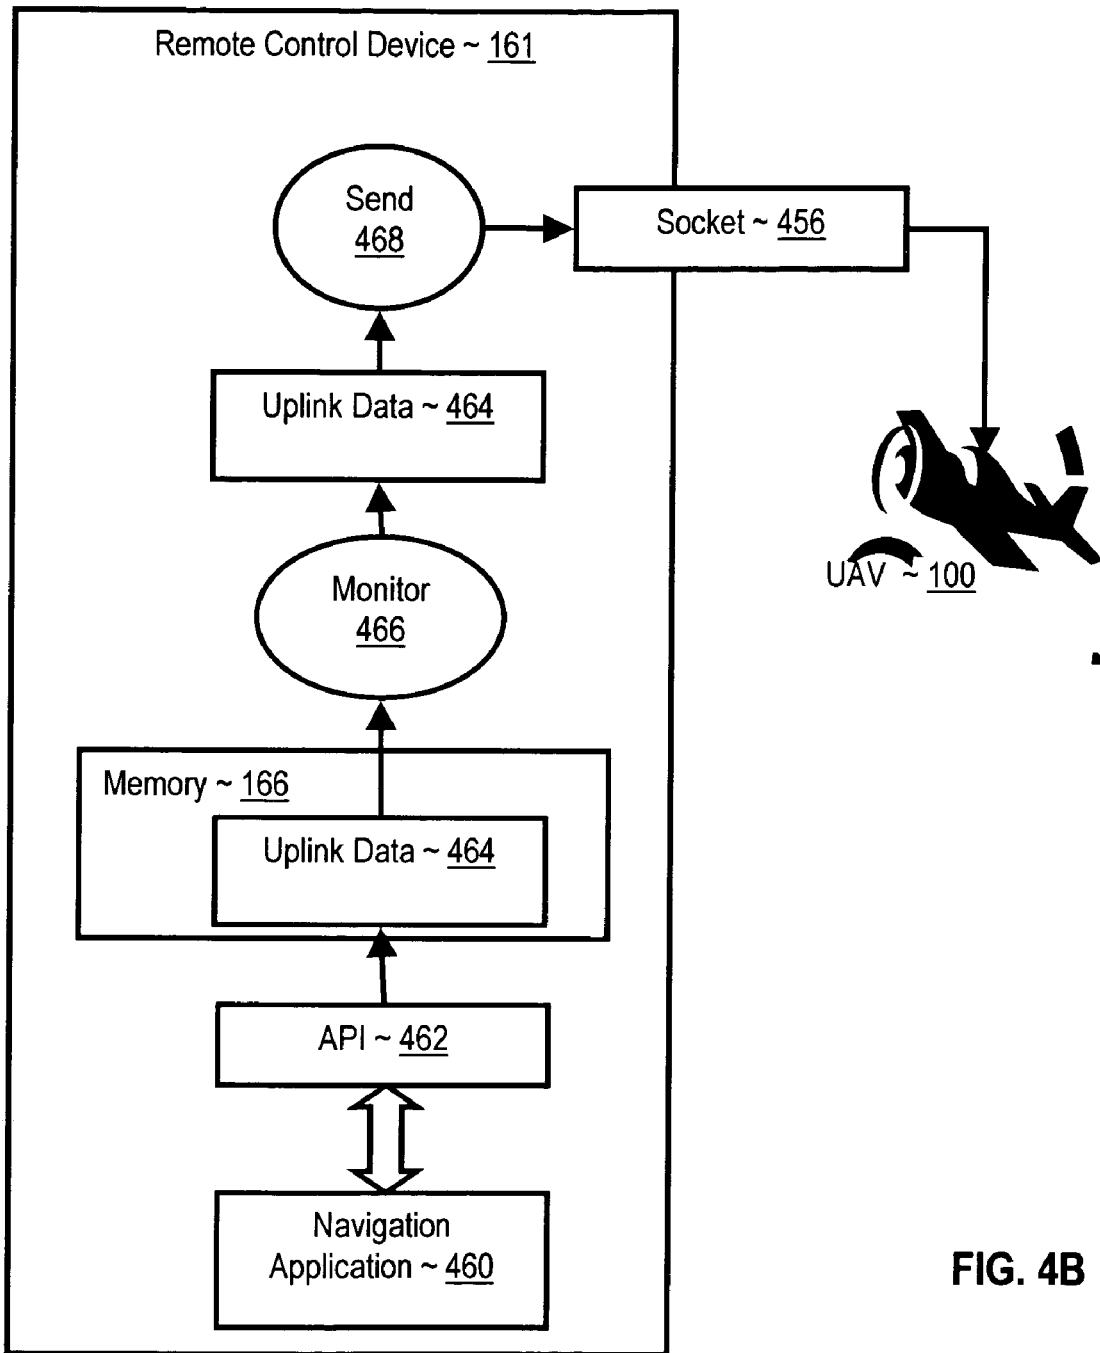 Remote Control Device ~ 161
Send
468
Socket ~ 456
Uplink Data ~ 464
UAV ~ 100
Monitor
466
Memory ~ 166
Uplink Data ~ 464
API ~ 462
Navigation
Application ~ 460
FIG. 4B